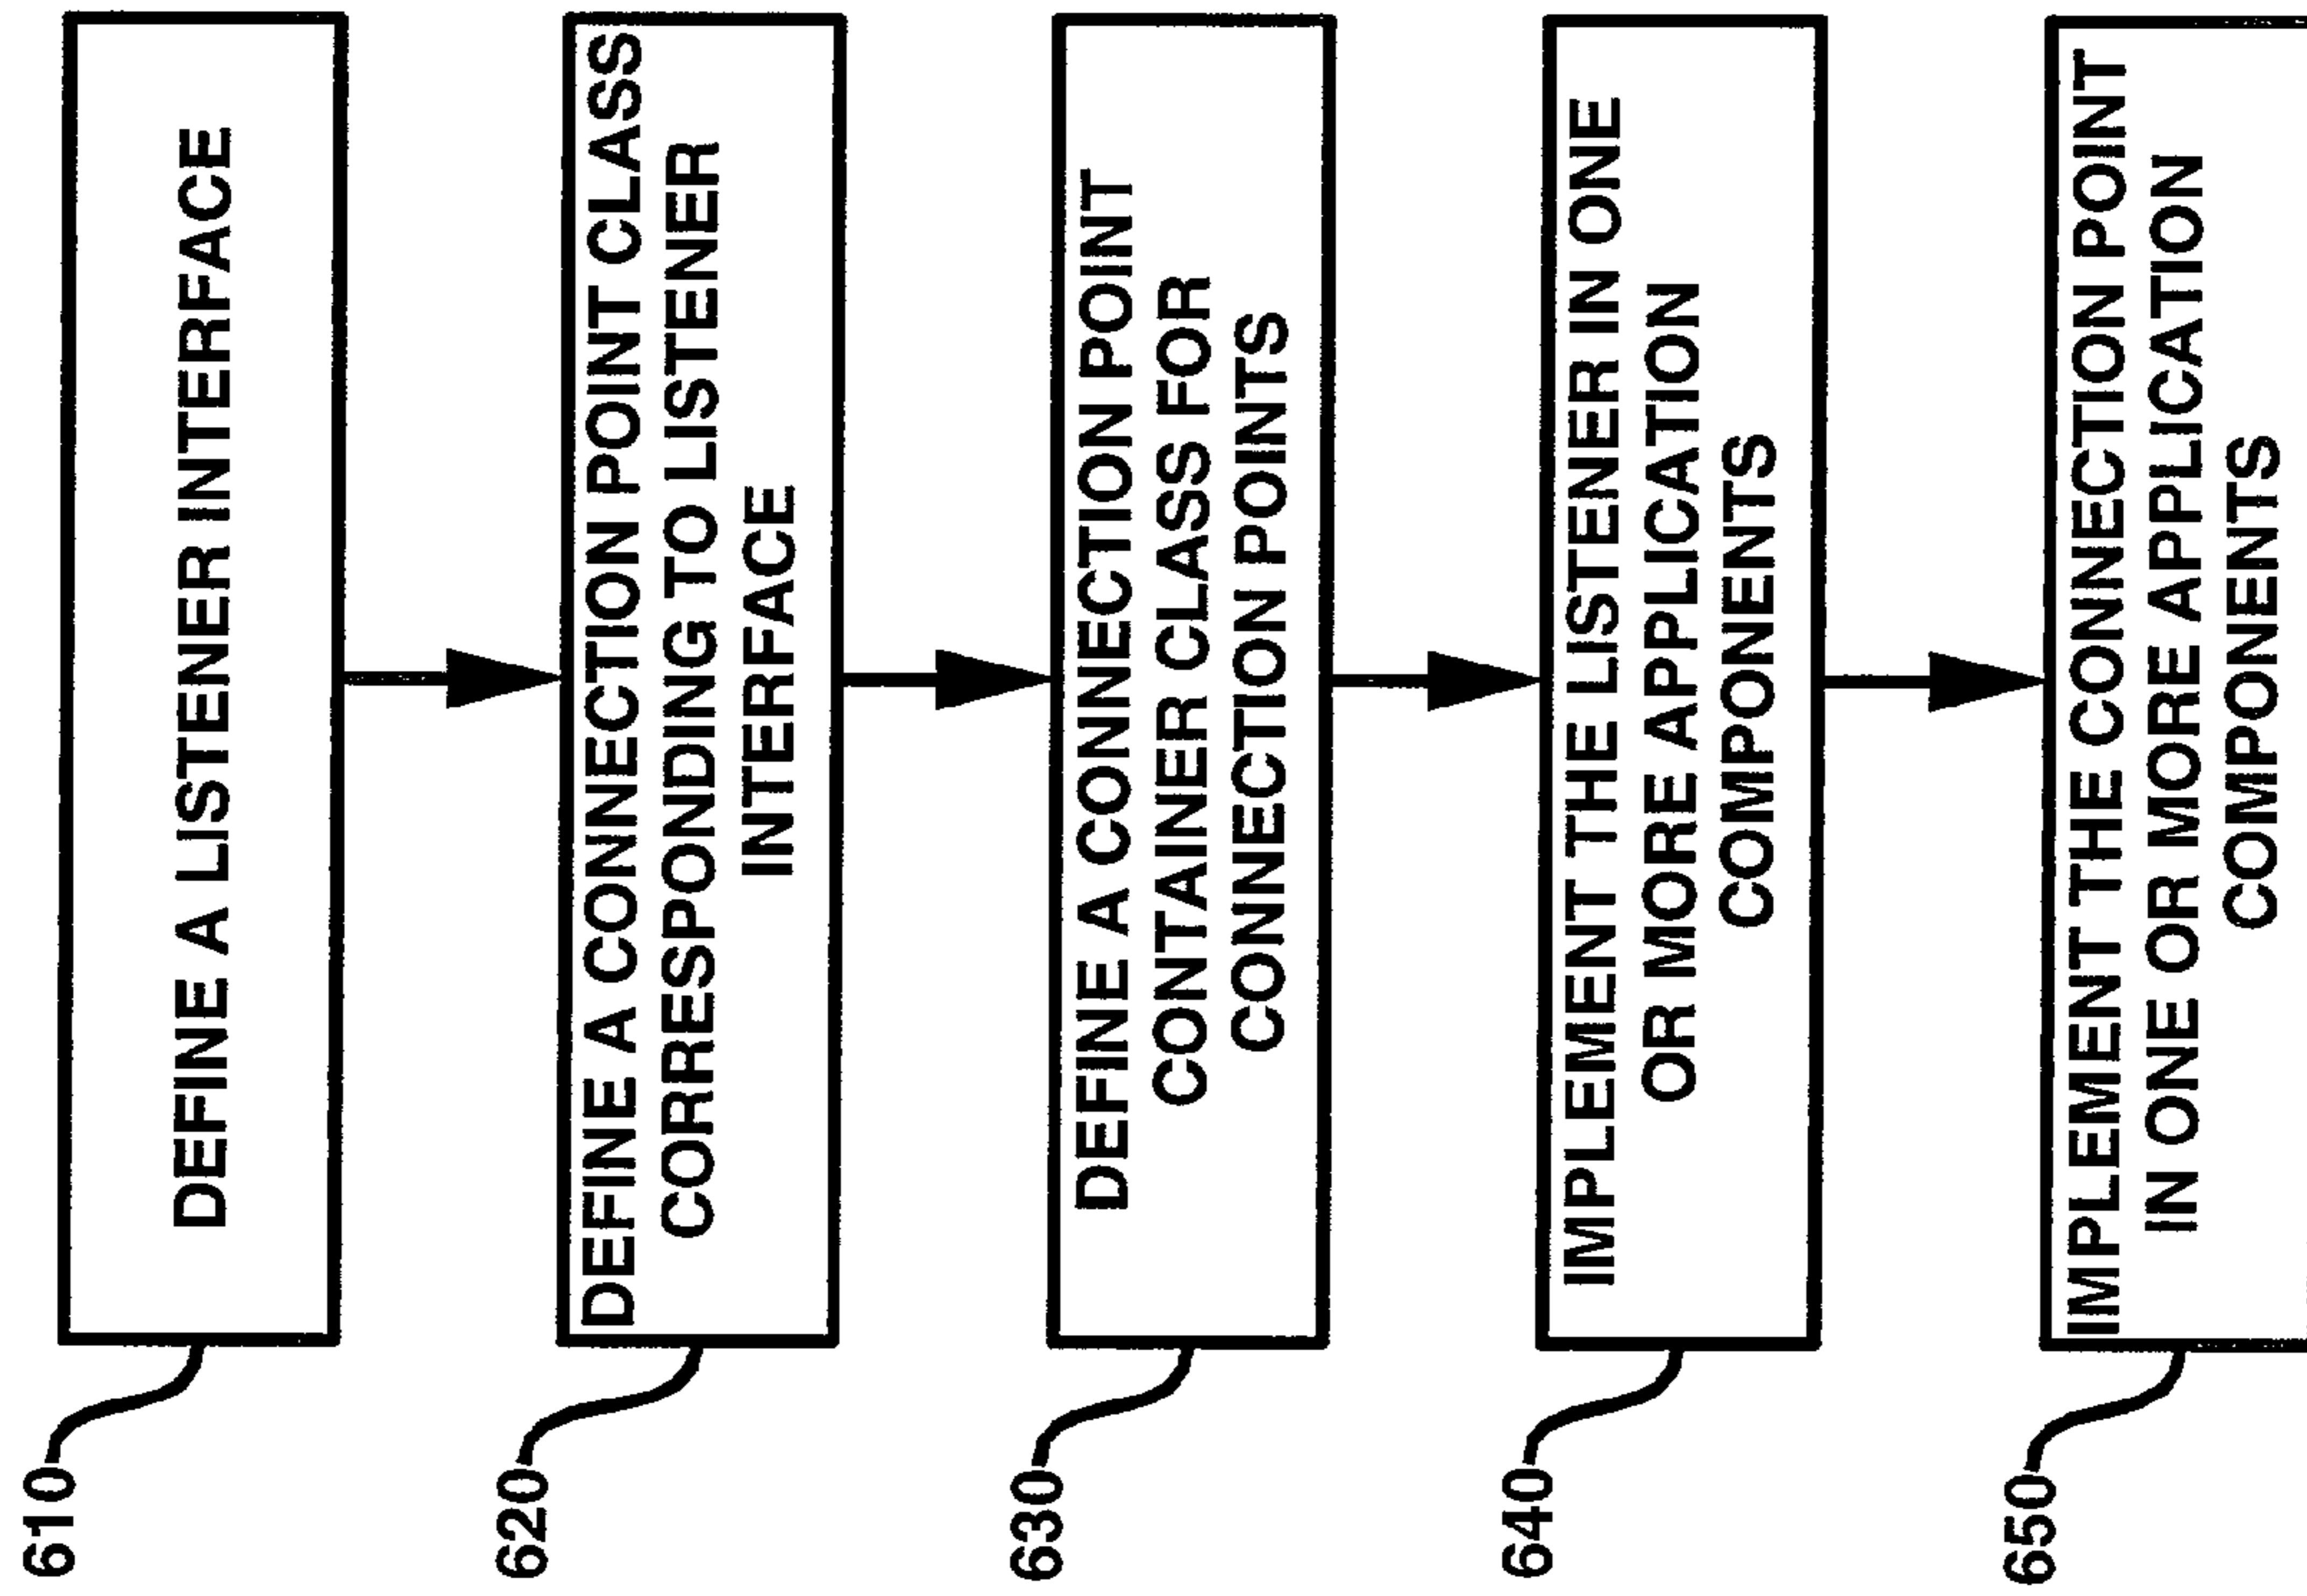 610
DEFINE A LISTENER INTERFACE
620
DEFINE A CONNECTION POINT CLASS
CORRESPONDING TO LISTENER
INTERFACE
630
DEFINE A CONNECTION POINT
CONTAINER CLASS FOR
CONNECTION POINTS
640
IMPLEMENT THE LISTENER IN ONE
OR MORE APPLICATION
COMPONENTS
650
IMPLEMENT THE CONNECTION POINT
IN ONE OR MORE APPLICATION
COMPONENTS